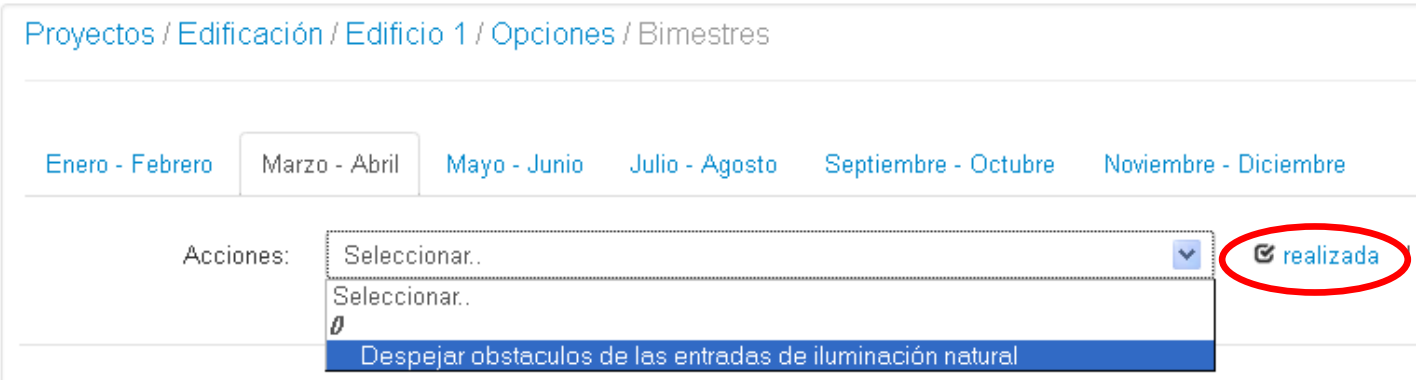 Proyectos / Edificación / Edificio 1 / Opciones / Bimestres
Enero - Febrero Marzo - Abril Mayo - Junio Julio - Agosto Septiembre - Octubre Noviembre - Diciembre
Acciones: Seleccionar.. realizada
Seleccionar..
0
Despejar obstaculos de las entradas de iluminación natural